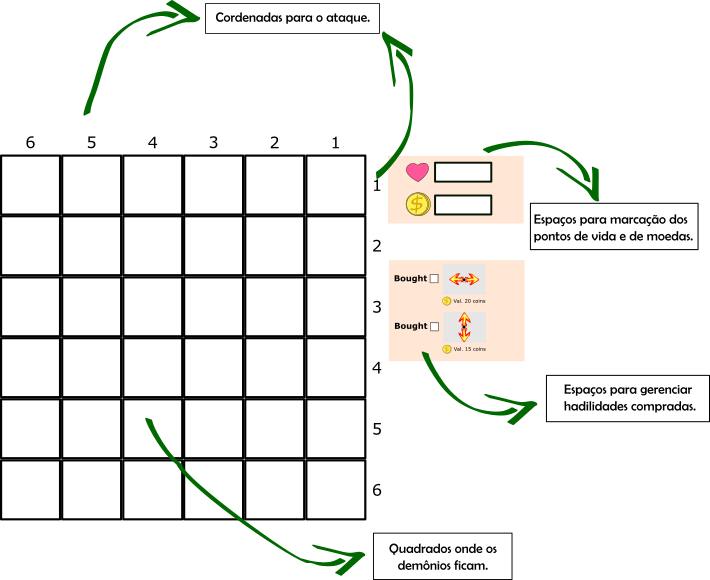 Cordenadas para o ataque.
6 5 4 3 2 1
1
2
3
4
5
6
Espaços para marcação dos
pontos de vida e de moedas.
Bought
Val. 20 coins
Bought
Val. 15 coins
Espaços para gerenciar
hadilidades compradas.
Quadrados onde os
demônios ficam.